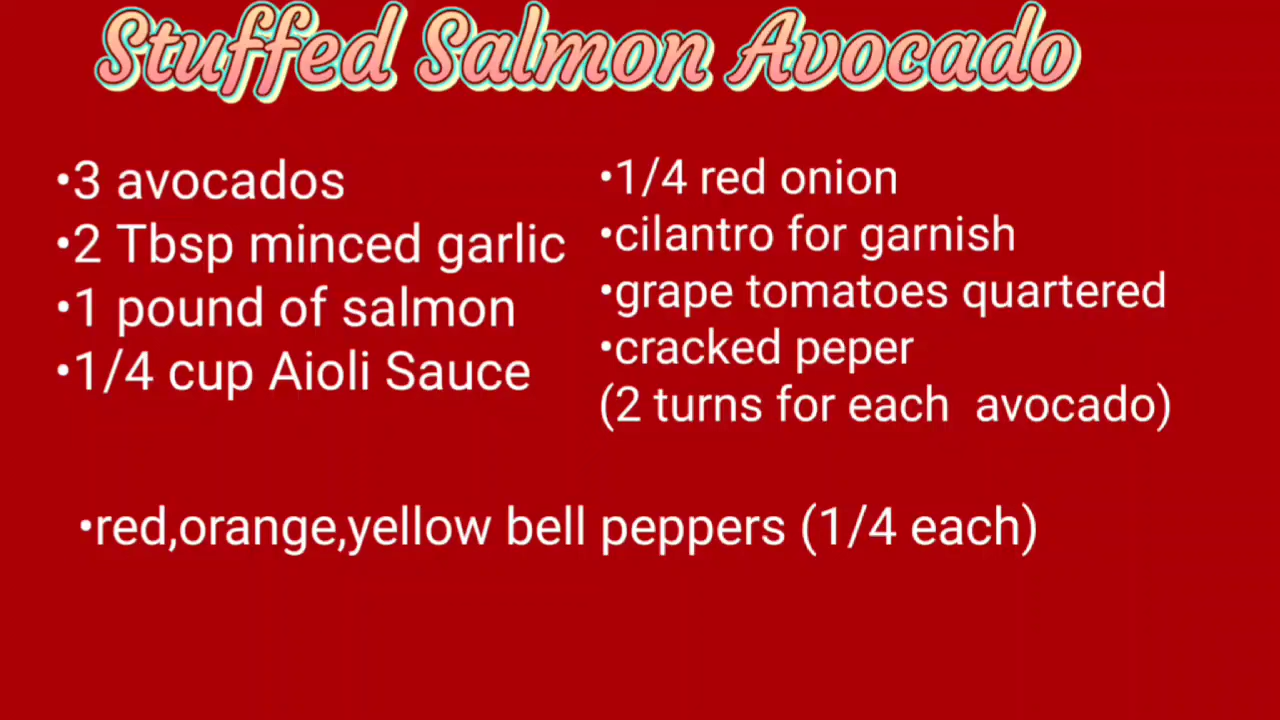 Stuffed Salmon Avocado
•3 avocados
•2 Tbsp minced garlic
•1 pound of salmon
•1/4 cup Aioli Sauce
•1/4 red onion
•cilantro for garnish
•grape tomatoes quartered
•cracked peper
(2 turns for each avocado)
•red,orange,yellow bell peppers (1/4 each)